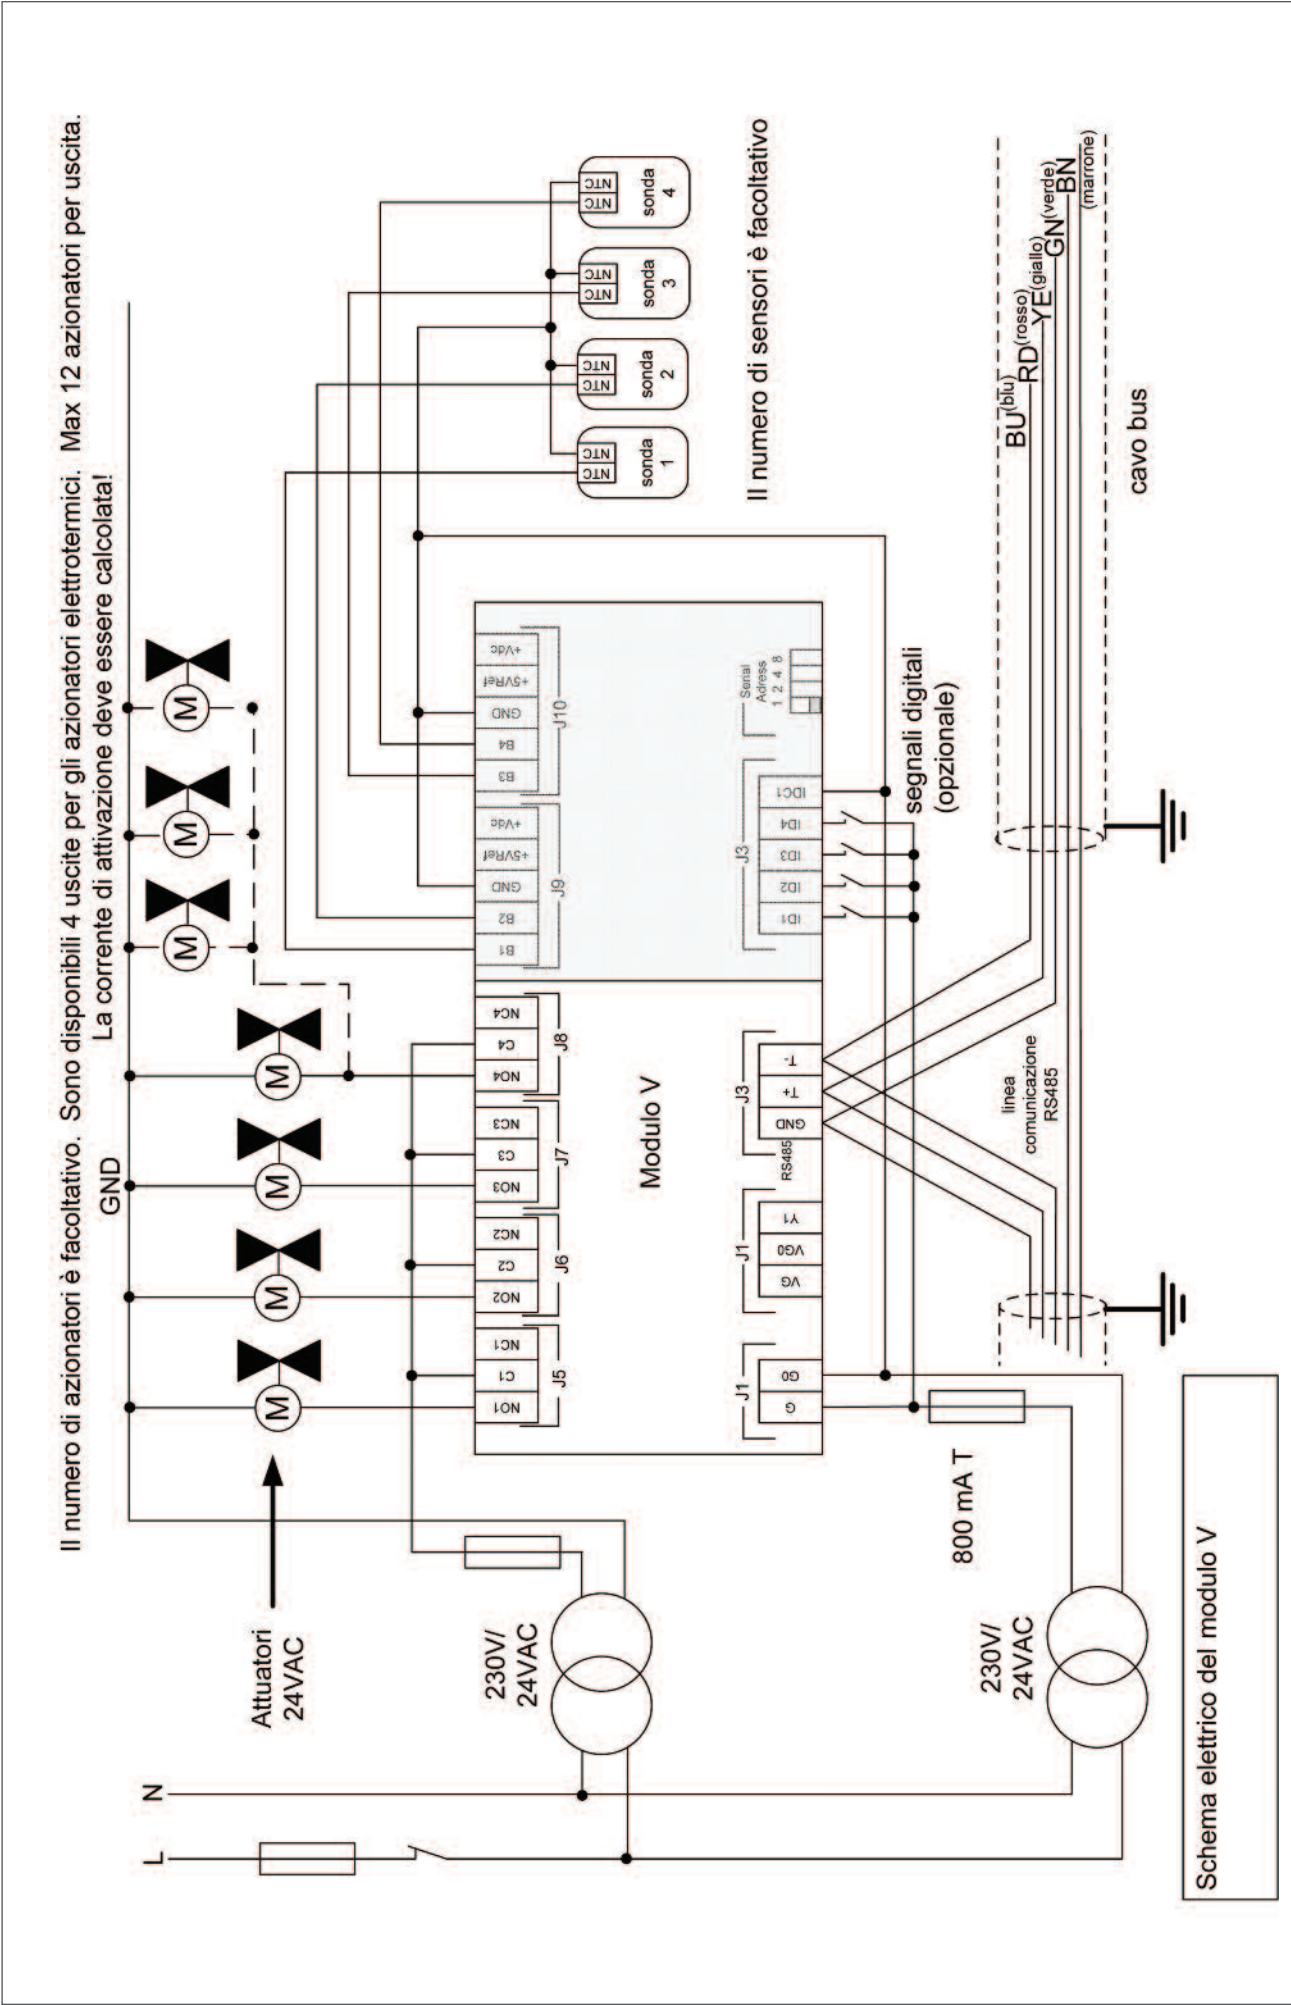 Il numero di azionatori è facoltativo. Sono disponibili 4 uscite per gli azionatori elettrotermici. Max 12 azionatori per uscita.
La corrente di attivazione deve essere calcolata!
GND
L
N
Attuatori
24VAC
M
M
M
M
M
M
M
230V/
24VAC
NO1
C1
NC1
J5
NO2
C2
NC2
J6
NO3
C3
NC3
J7
NO4
C4
NC4
J8
B1
B2
GND
+5VRef
+Vdc
J9
B3
B4
GND
+5VRef
+Vdc
J10
NTC
NTC
sonda
1
NTC
NTC
sonda
2
NTC
NTC
sonda
3
NTC
NTC
sonda
4
Il numero di sensori è facoltativo
Modulo V
J1
G
G0
J1
VG
VG0
Y1
RS485
J3
GND
T+
T-
J3
ID1
ID2
ID3
ID4
IDC1
Serial
Adress
1 2 4 8
segnali digitali
(opzionale)
800 mA T
230V/
24VAC
linea
comunicazione
RS485
BU(blu)
RD(rosso)
YE(giallo)
GN(verde)
BN
(marrone)
cavo bus
Schema elettrico del modulo V